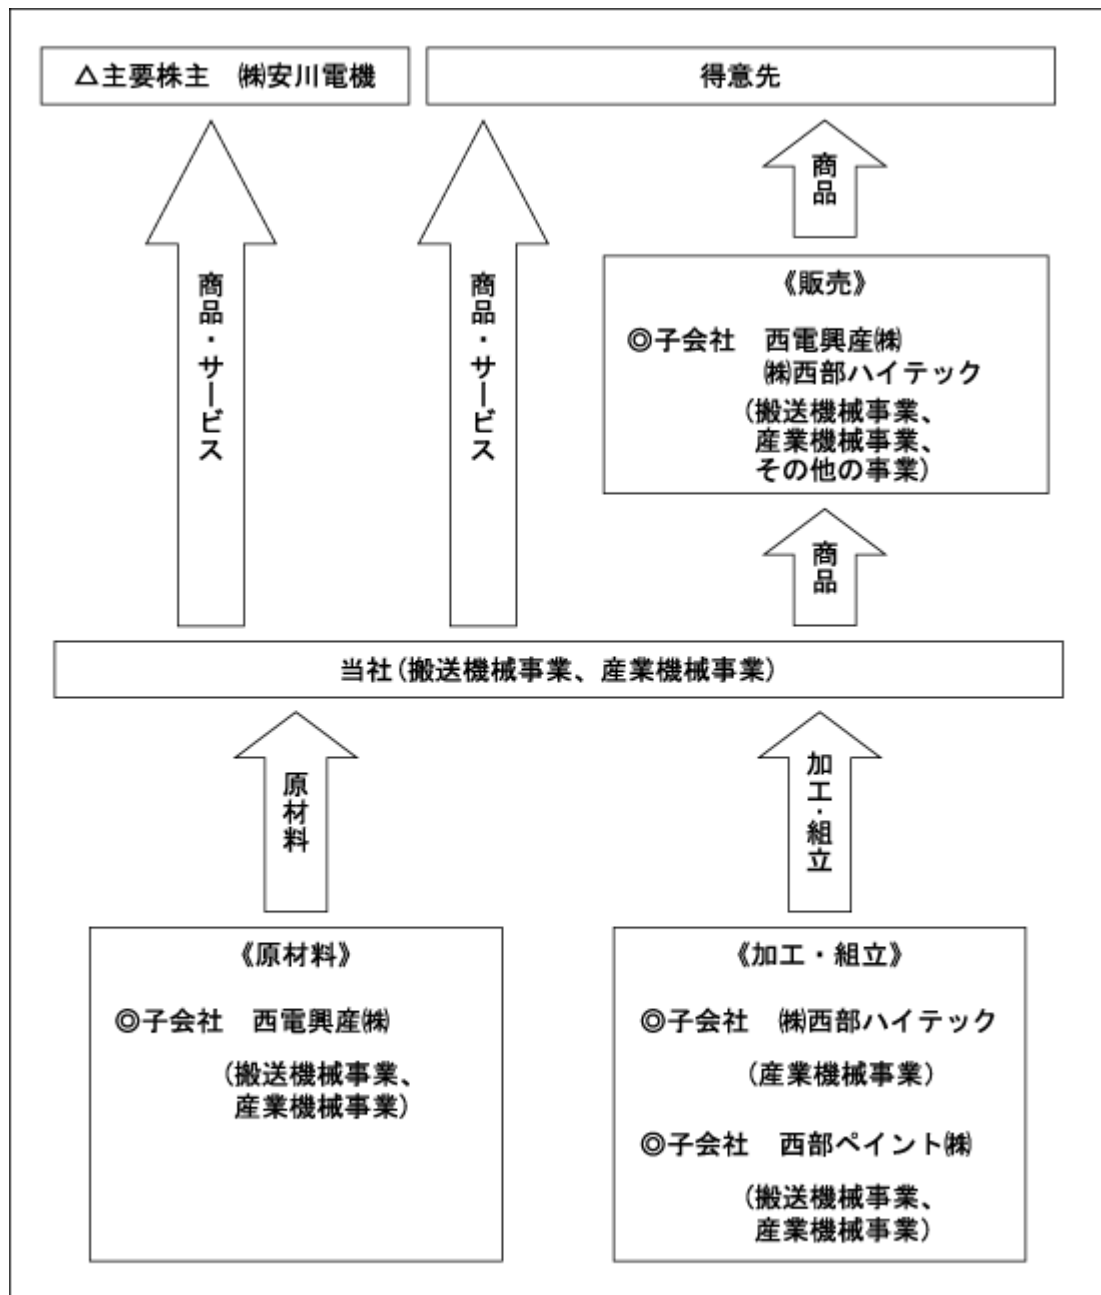 △主要株主　㈱安川電機
得意先
商品・サービス
商品・サービス
商品
《販売》
◎子会社　西電興産㈱
㈱西部ハイテック
(搬送機械事業、
産業機械事業、
その他の事業)
商品
当社(搬送機械事業、産業機械事業)
原材料
加工・組立
《原材料》
◎子会社　西電興産㈱
(搬送機械事業、
産業機械事業)
《加工・組立》
◎子会社　㈱西部ハイテック
(産業機械事業)
◎子会社　西部ペイント㈱
(搬送機械事業、
産業機械事業)